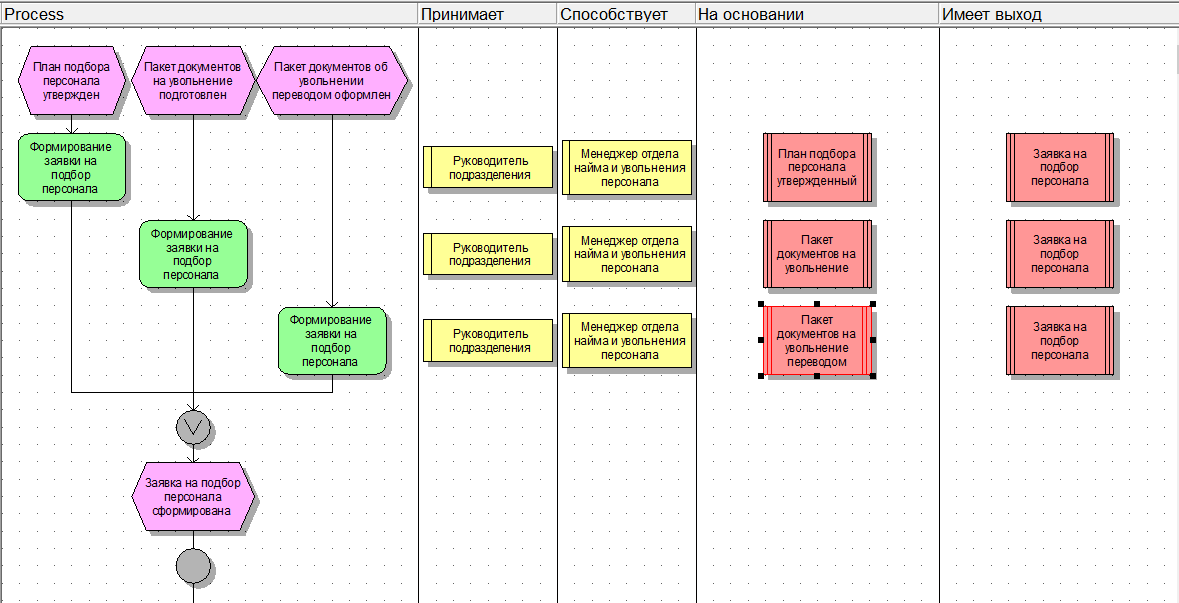 Process
Принимает
Способствует
На основании
Имеет выход
План подбора
персонала
утвержден
Пакет документов
на увольнение
подготовлен
Пакет документов об
увольнении
переводом оформлен
Формирование
заявки на
подбор
персонала
Руководитель
подразделения
Менеджер отдела
найма и увольнения
персонала
План подбора
персонала
утвержденный
Заявка на
подбор
персонала
Формирование
заявки на
подбор
персонала
Руководитель
подразделения
Менеджер отдела
найма и увольнения
персонала
Пакет
документов на
увольнение
Заявка на
подбор
персонала
Формирование
заявки на
подбор
персонала
Руководитель
подразделения
Менеджер отдела
найма и увольнения
персонала
Пакет
документов на
увольнение
переводом
Заявка на
подбор
персонала
Заявка на подбор
персонала
сформирована